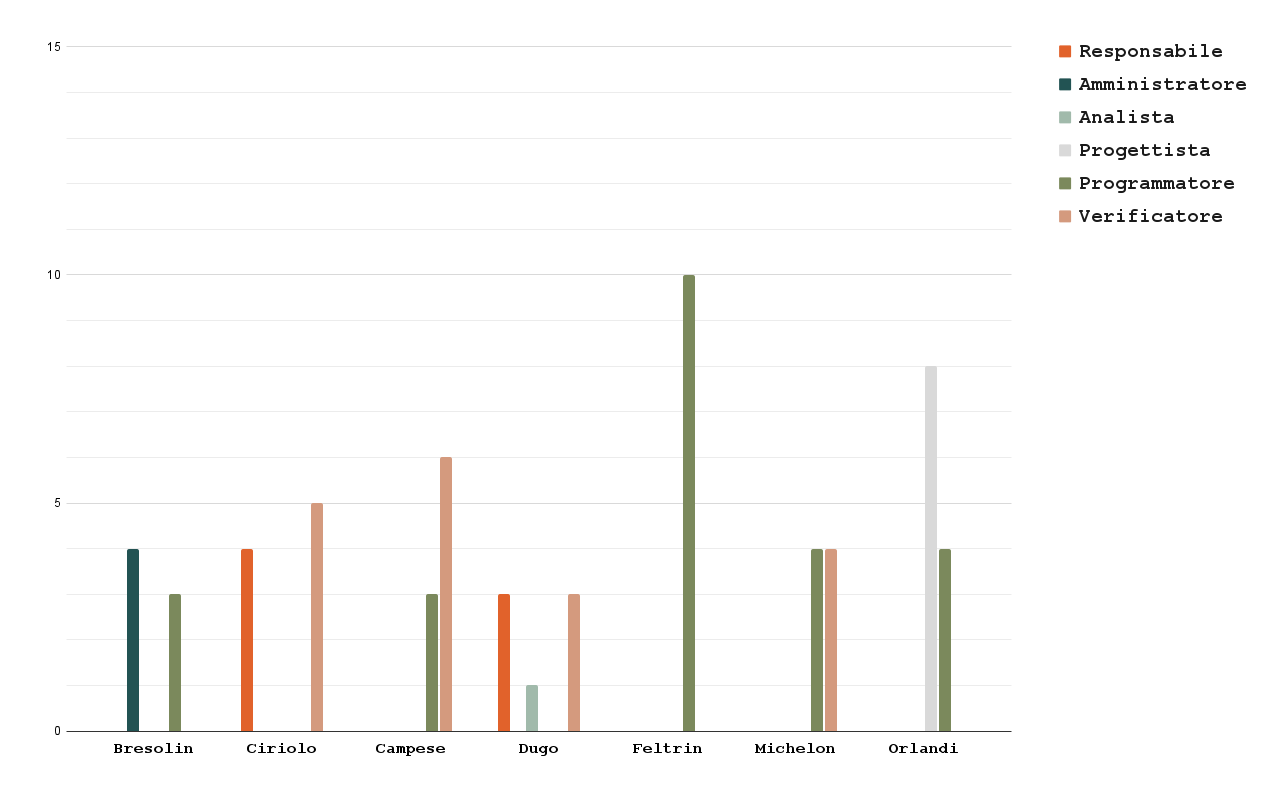 15
10
5
0
Bresolin Ciriolo Campese Dugo Feltrin Michelon Orlandi
Responsabile
Amministratore
Analista
Progettista
Programmatore
Verificatore